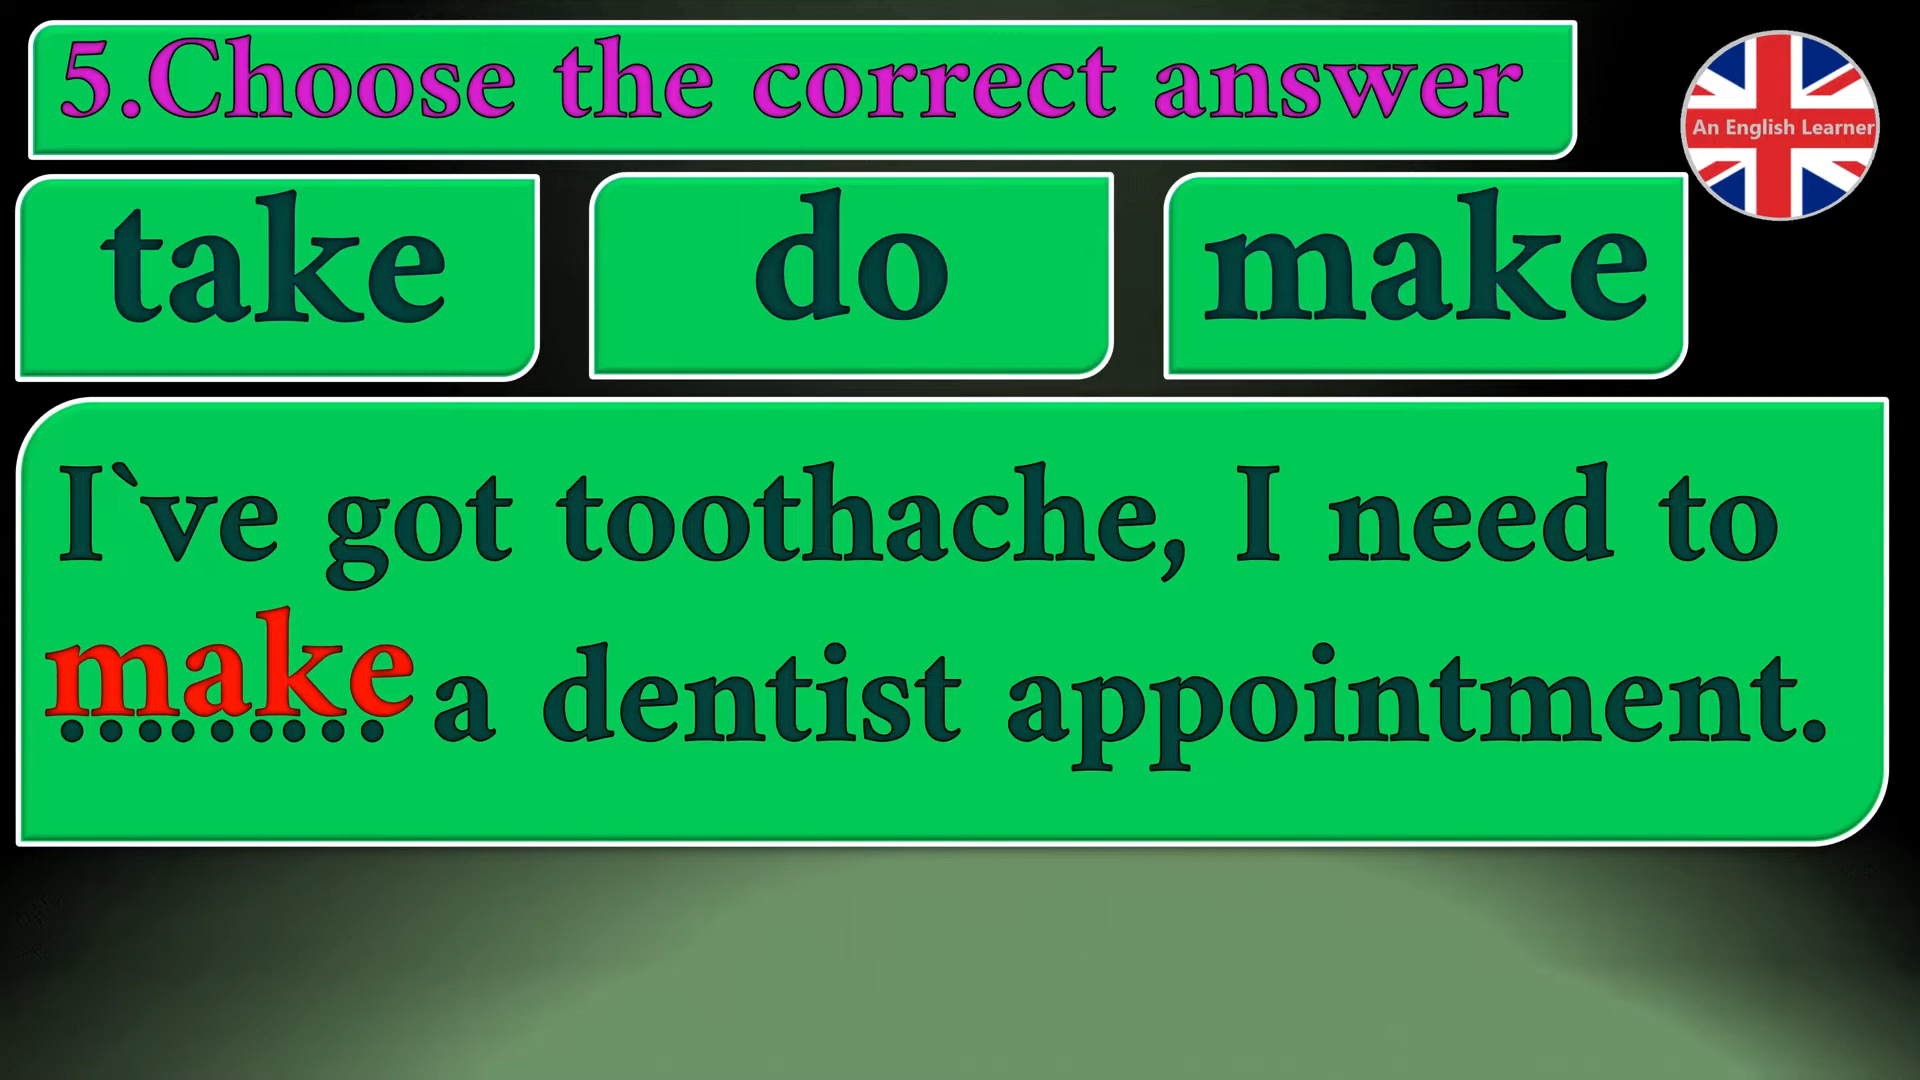 5.Choose the correct answer
An English Learner
take do make
I`ve got toothache, I need to
make a dentist appointment.